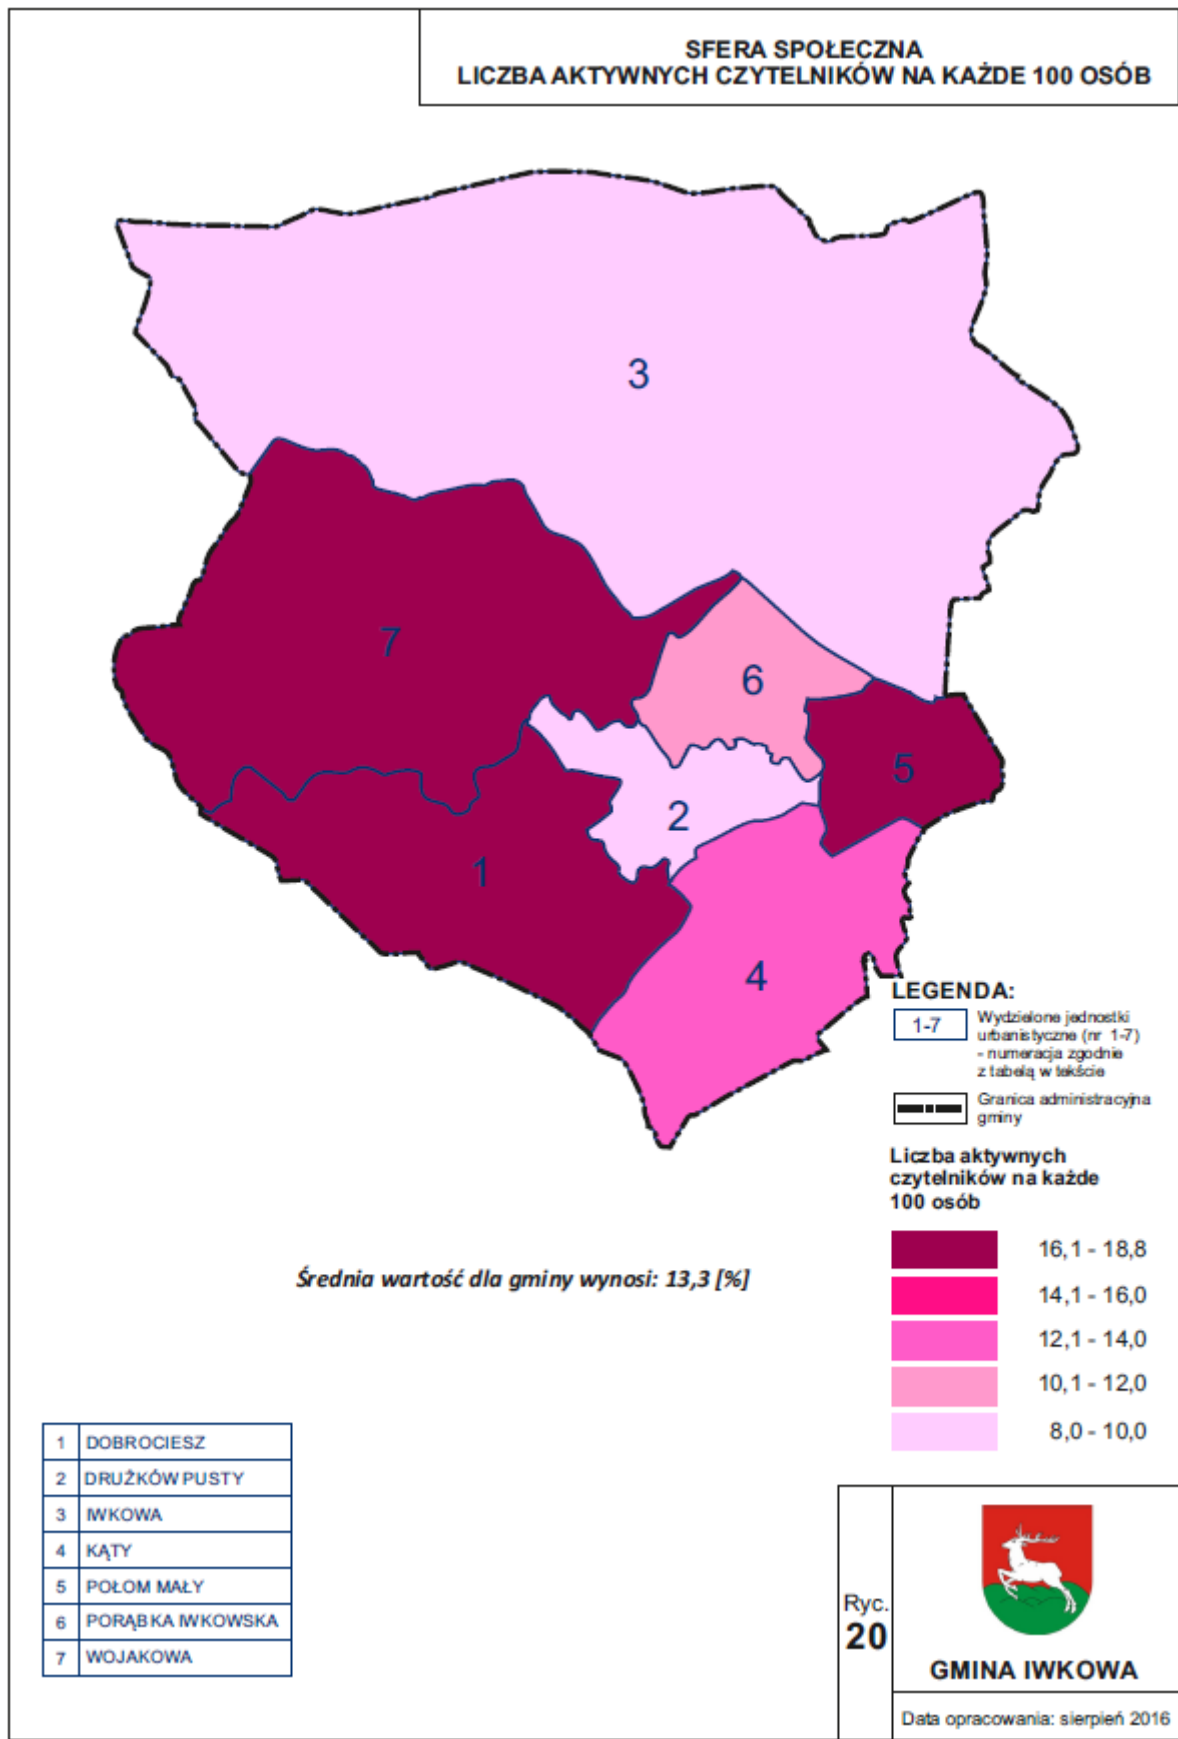 SFERA SPOŁECZNA
LICZBA AKTYWNYCH CZYTELNIKÓW NA KAŻDE 100 OSÓB
3
7
6
5
2
1
4
LEGENDA:
1-7
Wydzielone jednostki
urbanistyczne (nr 1-7)
- numeracja zgodnie
z tabelą w tekście
Granica administracyjna
gminy
Liczba aktywnych
czytelników na każde
100 osób
16,1 - 18,8
14,1 - 16,0
12,1 - 14,0
10,1 - 12,0
8,0 - 10,0
Średnia wartość dla gminy wynosi: 13,3 [%]
1 DOBROCIESZ
2 DRUŻKÓW PUSTY
3 IWKOWA
4 KĄTY
5 POŁOM MAŁY
6 PORĄBKA IWKOWSKA
7 WOJAKOWA
Ryc.
20
GMINA IWKOWA
Data opracowania: sierpień 2016